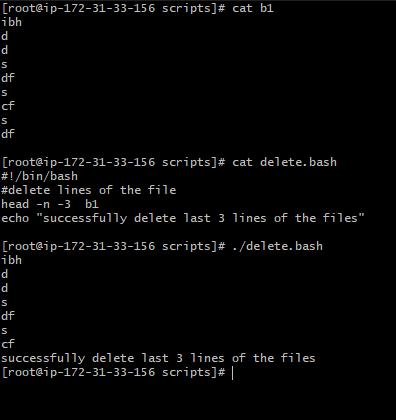 [root@ip-172-31-33-156 scripts]# cat b1
ibh
d
d
s
df
s
cf
s
df
[root@ip-172-31-33-156 scripts]# cat delete.bash
#!/bin/bash
#delete lines of the file
head -n -3  b1
echo "successfully delete last 3 lines of the files"
[root@ip-172-31-33-156 scripts]# ./delete.bash
ibh
d
d
s
df
s
cf
successfully delete last 3 lines of the files
[root@ip-172-31-33-156 scripts]#